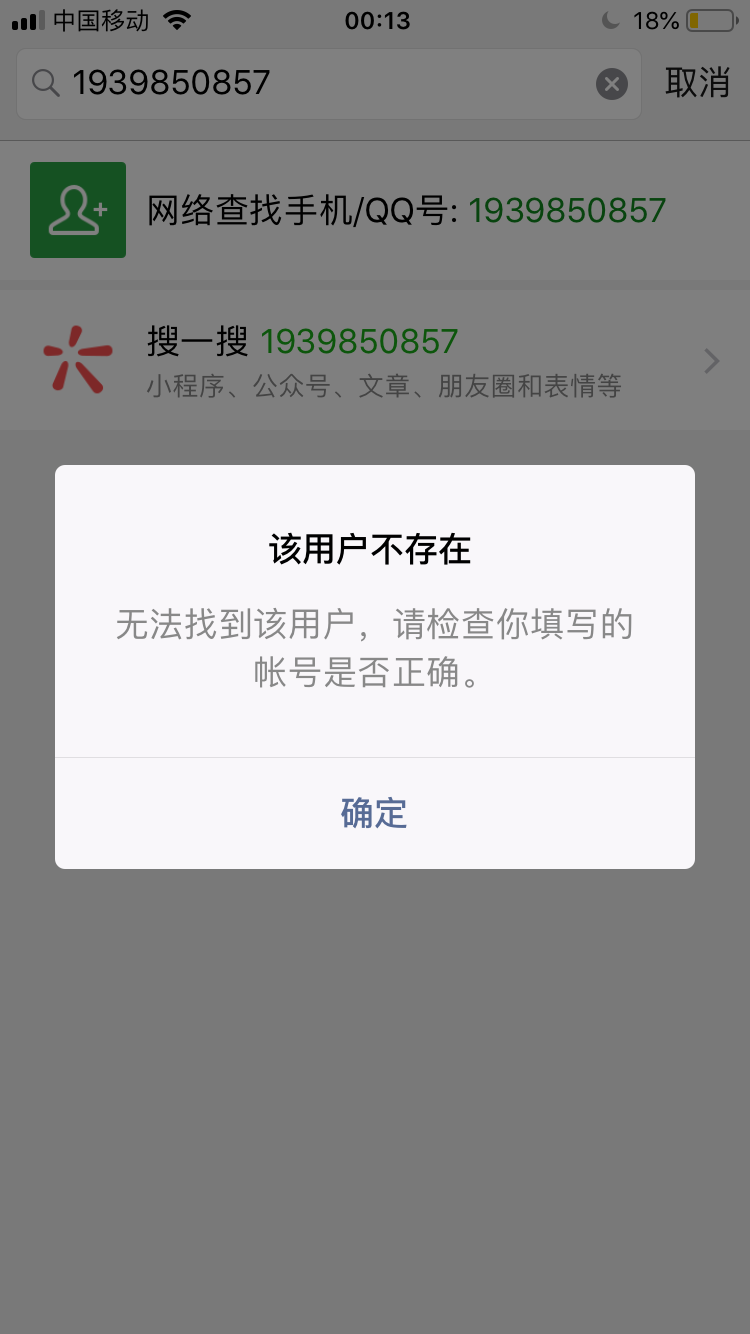 中国移动 00:13 18%
1939850857 取消
网络查找手机/QQ号: 1939850857
搜一搜 1939850857
小程序、公众号、文章、朋友圈和表情等
该用户不存在
无法找到该用户，请检查你填写的
帐号是否正确。
确定